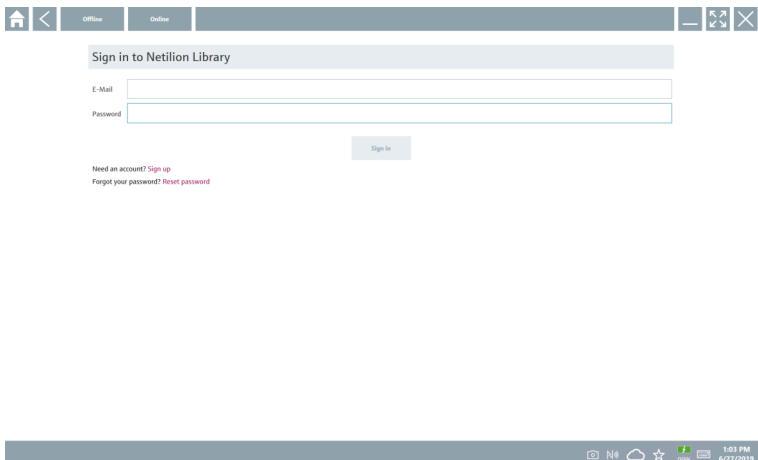 Offline
Online
Sign in to Netilion Library
E-Mail
Password
Sign in
Need an account? Sign up
Forgot your password? Reset password
1:03 PM
6/27/2019